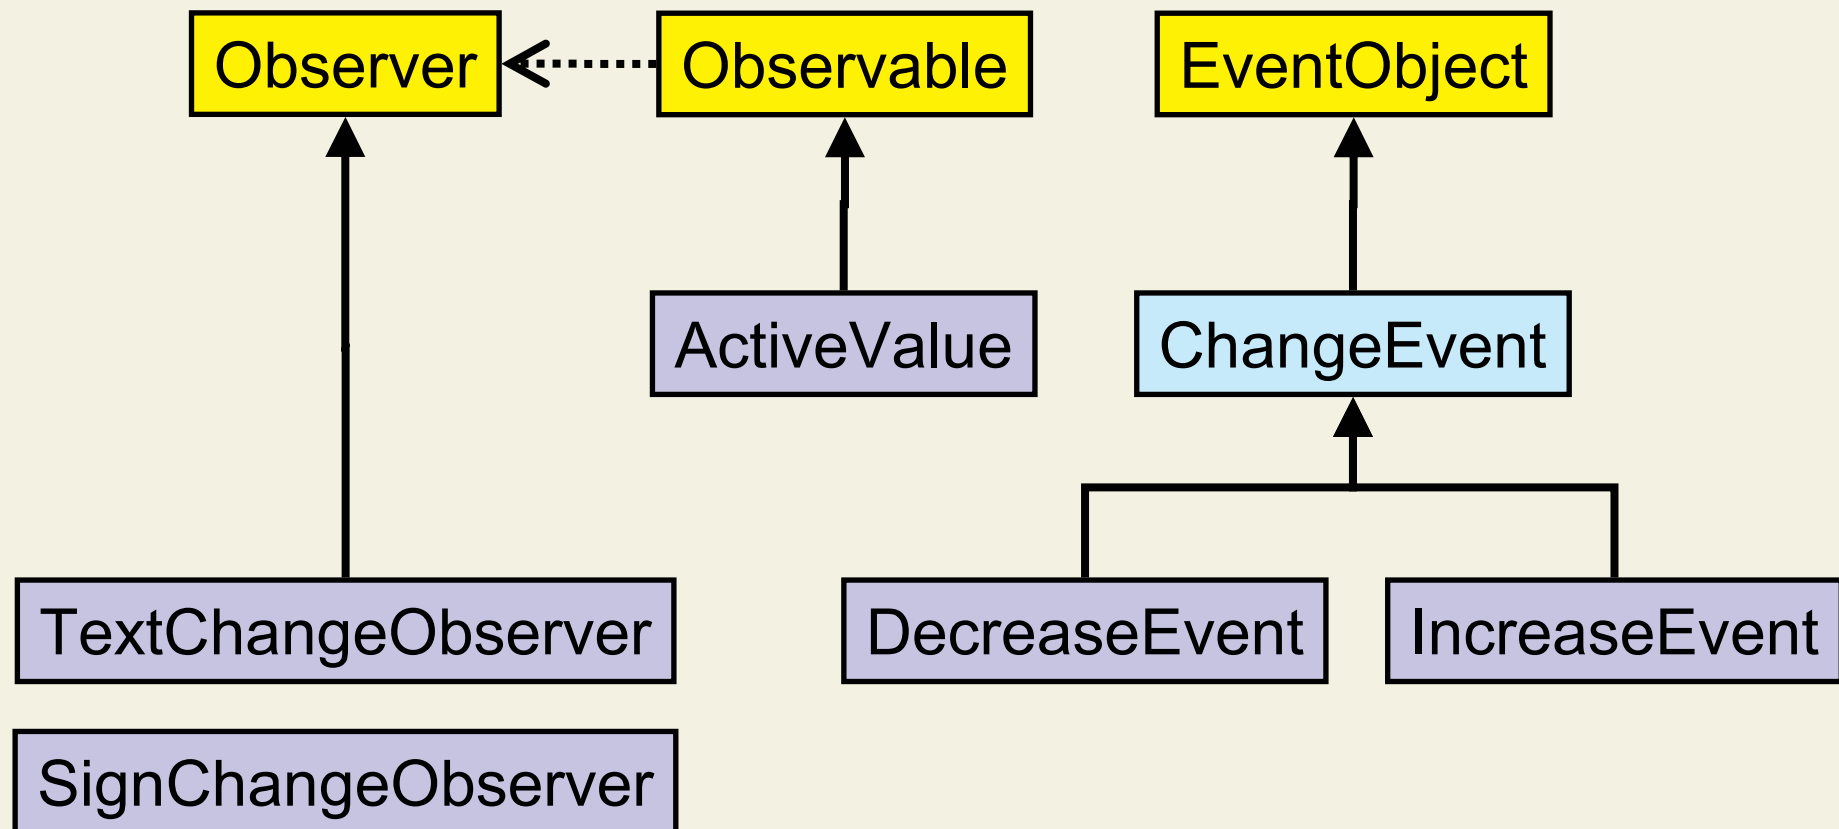 Observer
Observable
EventObject
ActiveValue
ChangeEvent
TextChangeObserver
DecreaseEvent
IncreaseEvent
SignChangeObserver